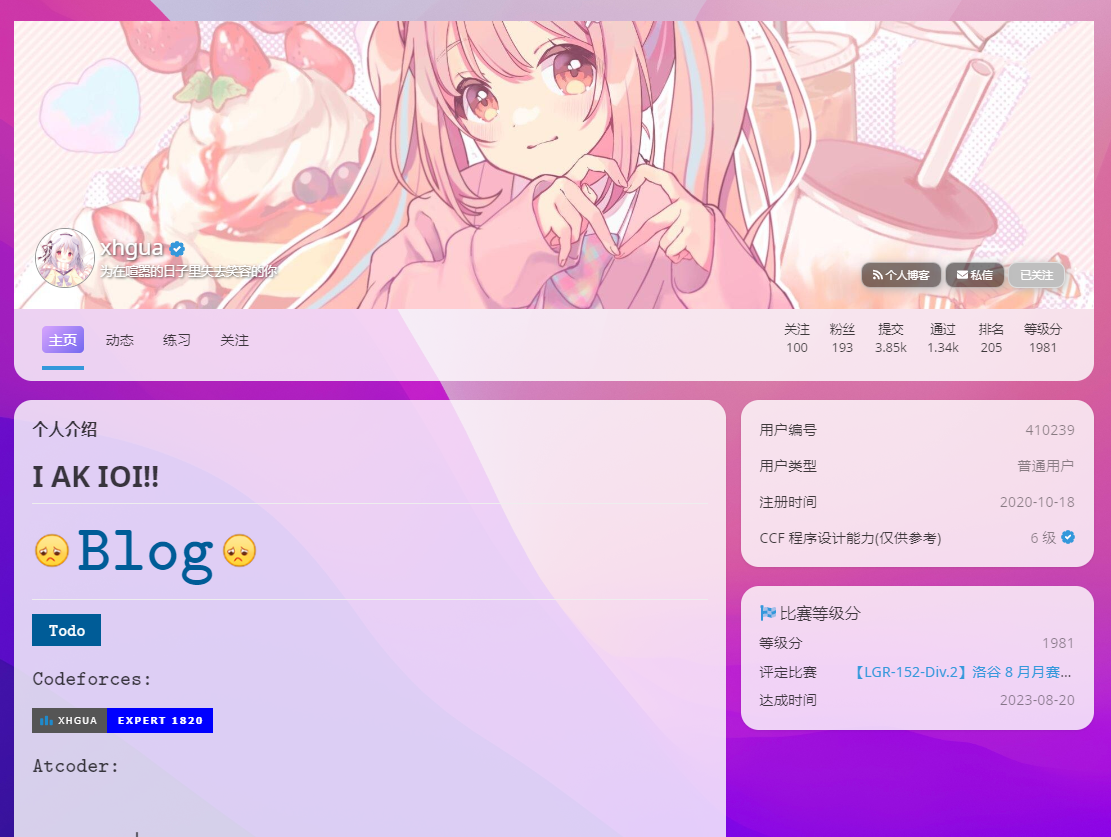 xhgua
为在喧嚣的日子里失去笑容的你
个人博客 私信 已关注
主页 动态 练习 关注
关注 粉丝 提交 通过 排名 等级分
100 193 3.85k 1.34k 205 1981
个人介绍
I AK IOI!!
Blog
Todo
Codeforces:
XHGUA EXPERT 1820
Atcoder:
用户编号 410239
用户类型 普通用户
注册时间 2020-10-18
CCF 程序设计能力(仅供参考) 6 级
比赛等级分
等级分 1981
评定比赛 【LGR-152-Div.2】洛谷 8 月月赛...
达成时间 2023-08-20